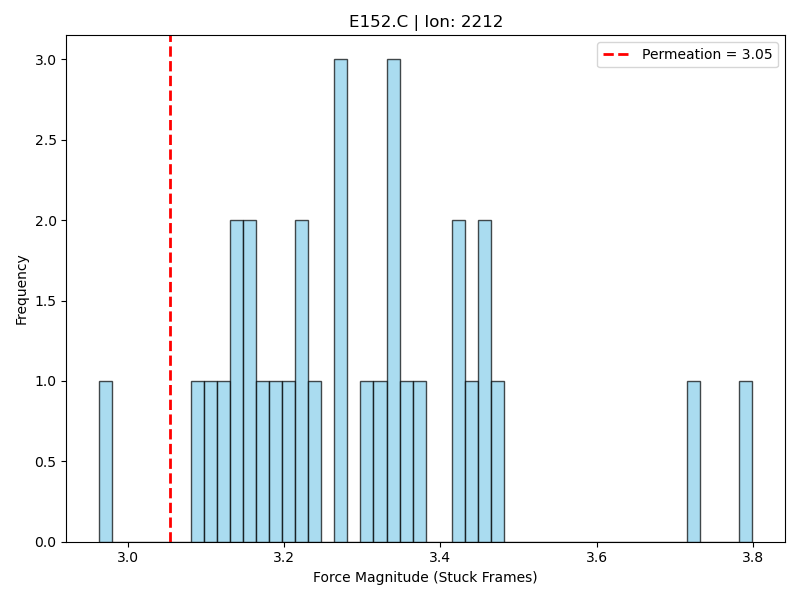 E152.C | Ion: 2212
Permeation = 3.05
3.0
2.5
2.0
1.5
1.0
0.5
0.0
Frequency
3.0 3.2 3.4 3.6 3.8
Force Magnitude (Stuck Frames)